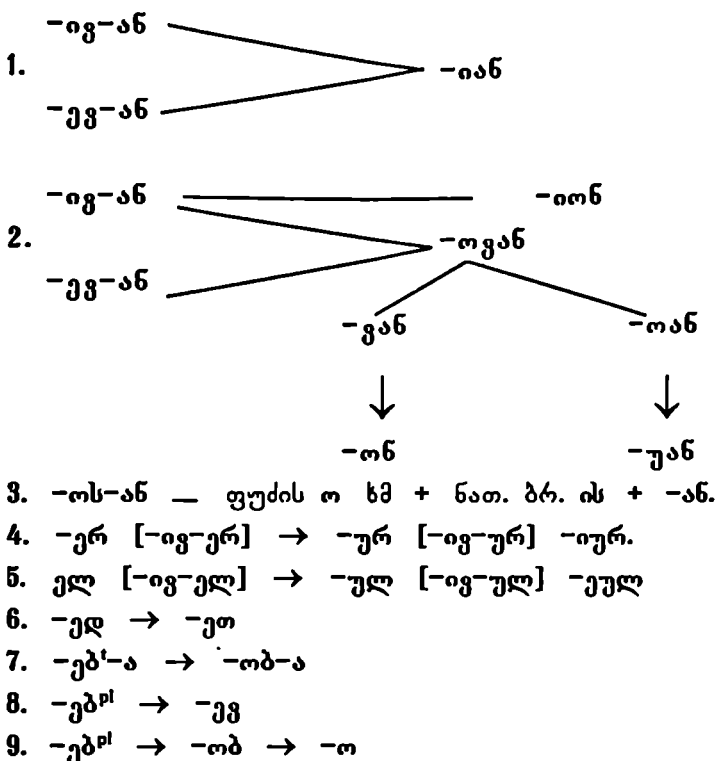 -ივ-ან
1. -იან
-ევ-ან
-ივ-ან -იონ
2. -ოვან
-ევ-ან
-ვან -ოან
↓ ↓
-ონ -უან
3. -ოს-ან — ფუძის ო ხმ + ნათ. ბრ. ის + -ან.
4. -ერ [-ივ-ერ] → -ურ [-ივ-ურ] -იურ.
5. ელ [-ივ-ელ] → -ულ [-ივ-ულ] -ეულ
6. -ედ → -ეთ
7. -ებᵗ-ა → -ობ-ა
8. -ებᵖˡ → -ევ
9. -ებᵖˡ → -ობ → -ო